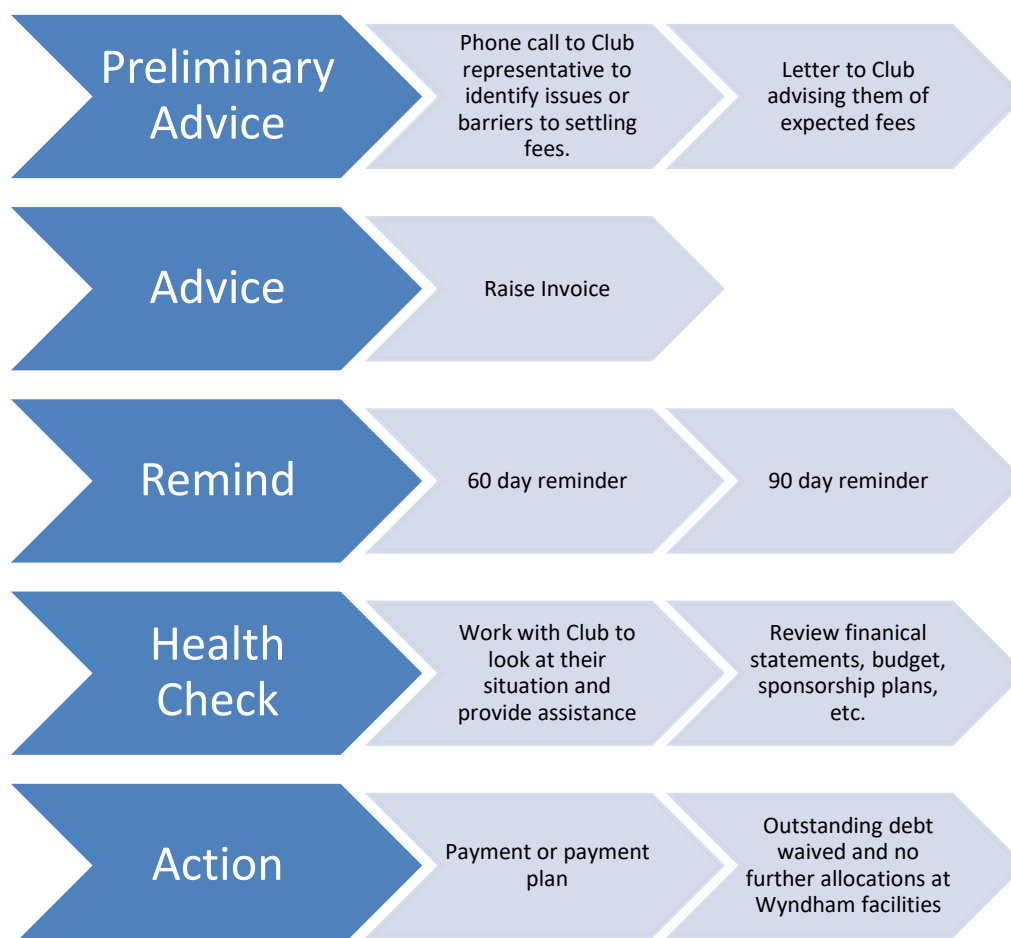 Preliminary
Advice
Phone call to Club
representative to
identify issues or
barriers to settling
fees.
Letter to Club
advising them of
expected fees
Advice
Raise Invoice
Remind
60 day reminder
90 day reminder
Health
Check
Work with Club to
look at their
situation and
provide assistance
Review finanical
statements, budget,
sponsorship plans,
etc.
Action
Payment or payment
plan
Outstanding debt
waived and no
further allocations at
Wyndham facilities